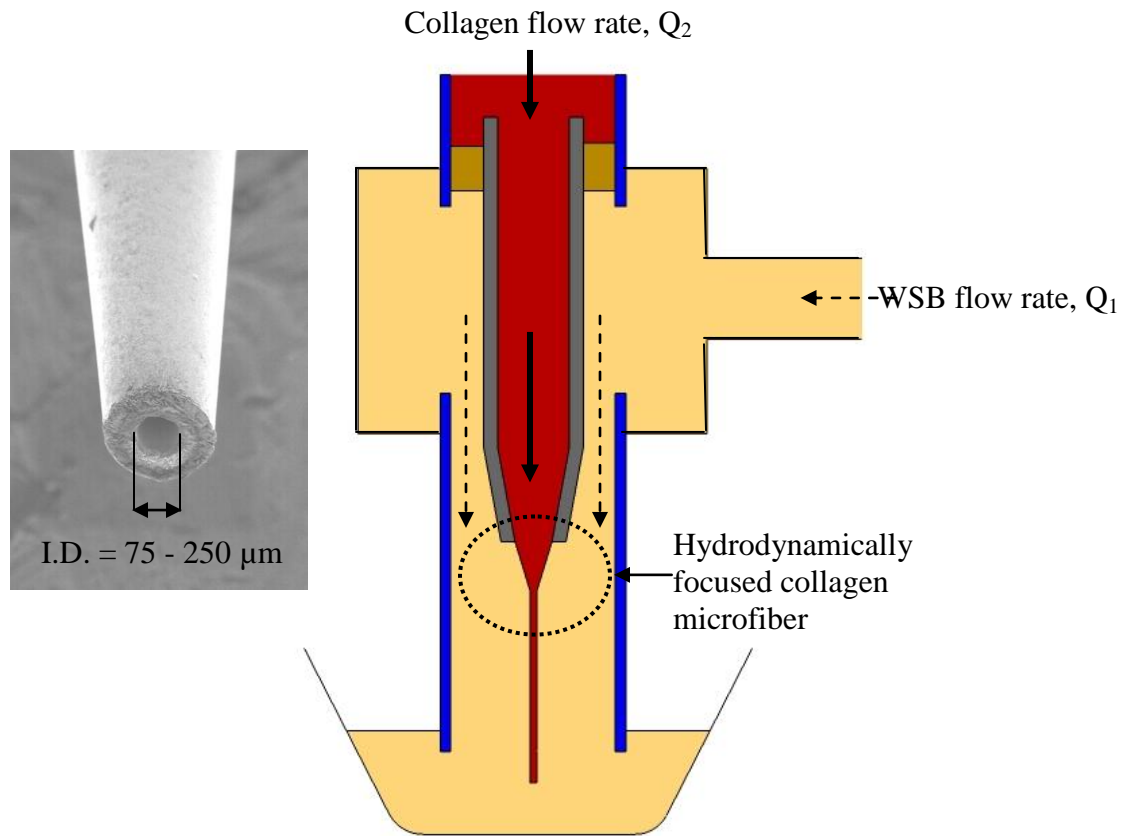 Collagen flow rate, Q₂
WSB flow rate, Q₁
I.D. = 75 - 250 µm
Hydrodynamically
focused collagen
microfiber